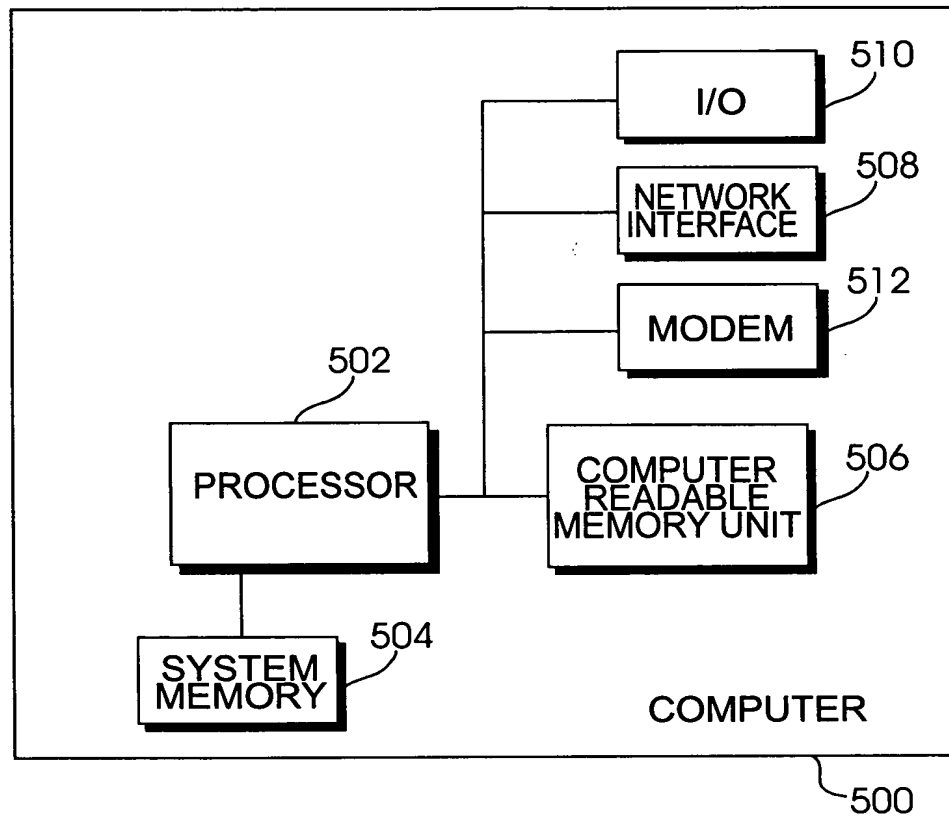 510
I/O
508
NETWORK
INTERFACE
512
MODEM
502
PROCESSOR
506
COMPUTER
READABLE
MEMORY UNIT
504
SYSTEM
MEMORY
COMPUTER
500